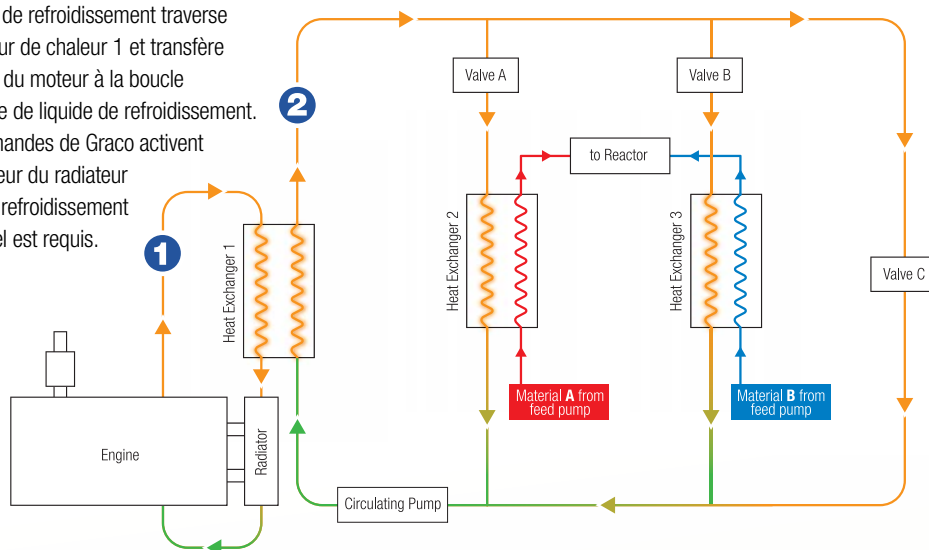 de refroidissement traverse
ur de chaleur 1 et transfère
du moteur à la boucle
e de liquide de refroidissement.
nandes de Graco activent
eur du radiateur
refroidissement
el est requis.
1
2
Valve A
Valve B
to Reactor
Heat Exchanger 1
Heat Exchanger 2
Heat Exchanger 3
Valve C
Material A from
feed pump
Material B from
feed pump
Engine
Radiator
Circulating Pump